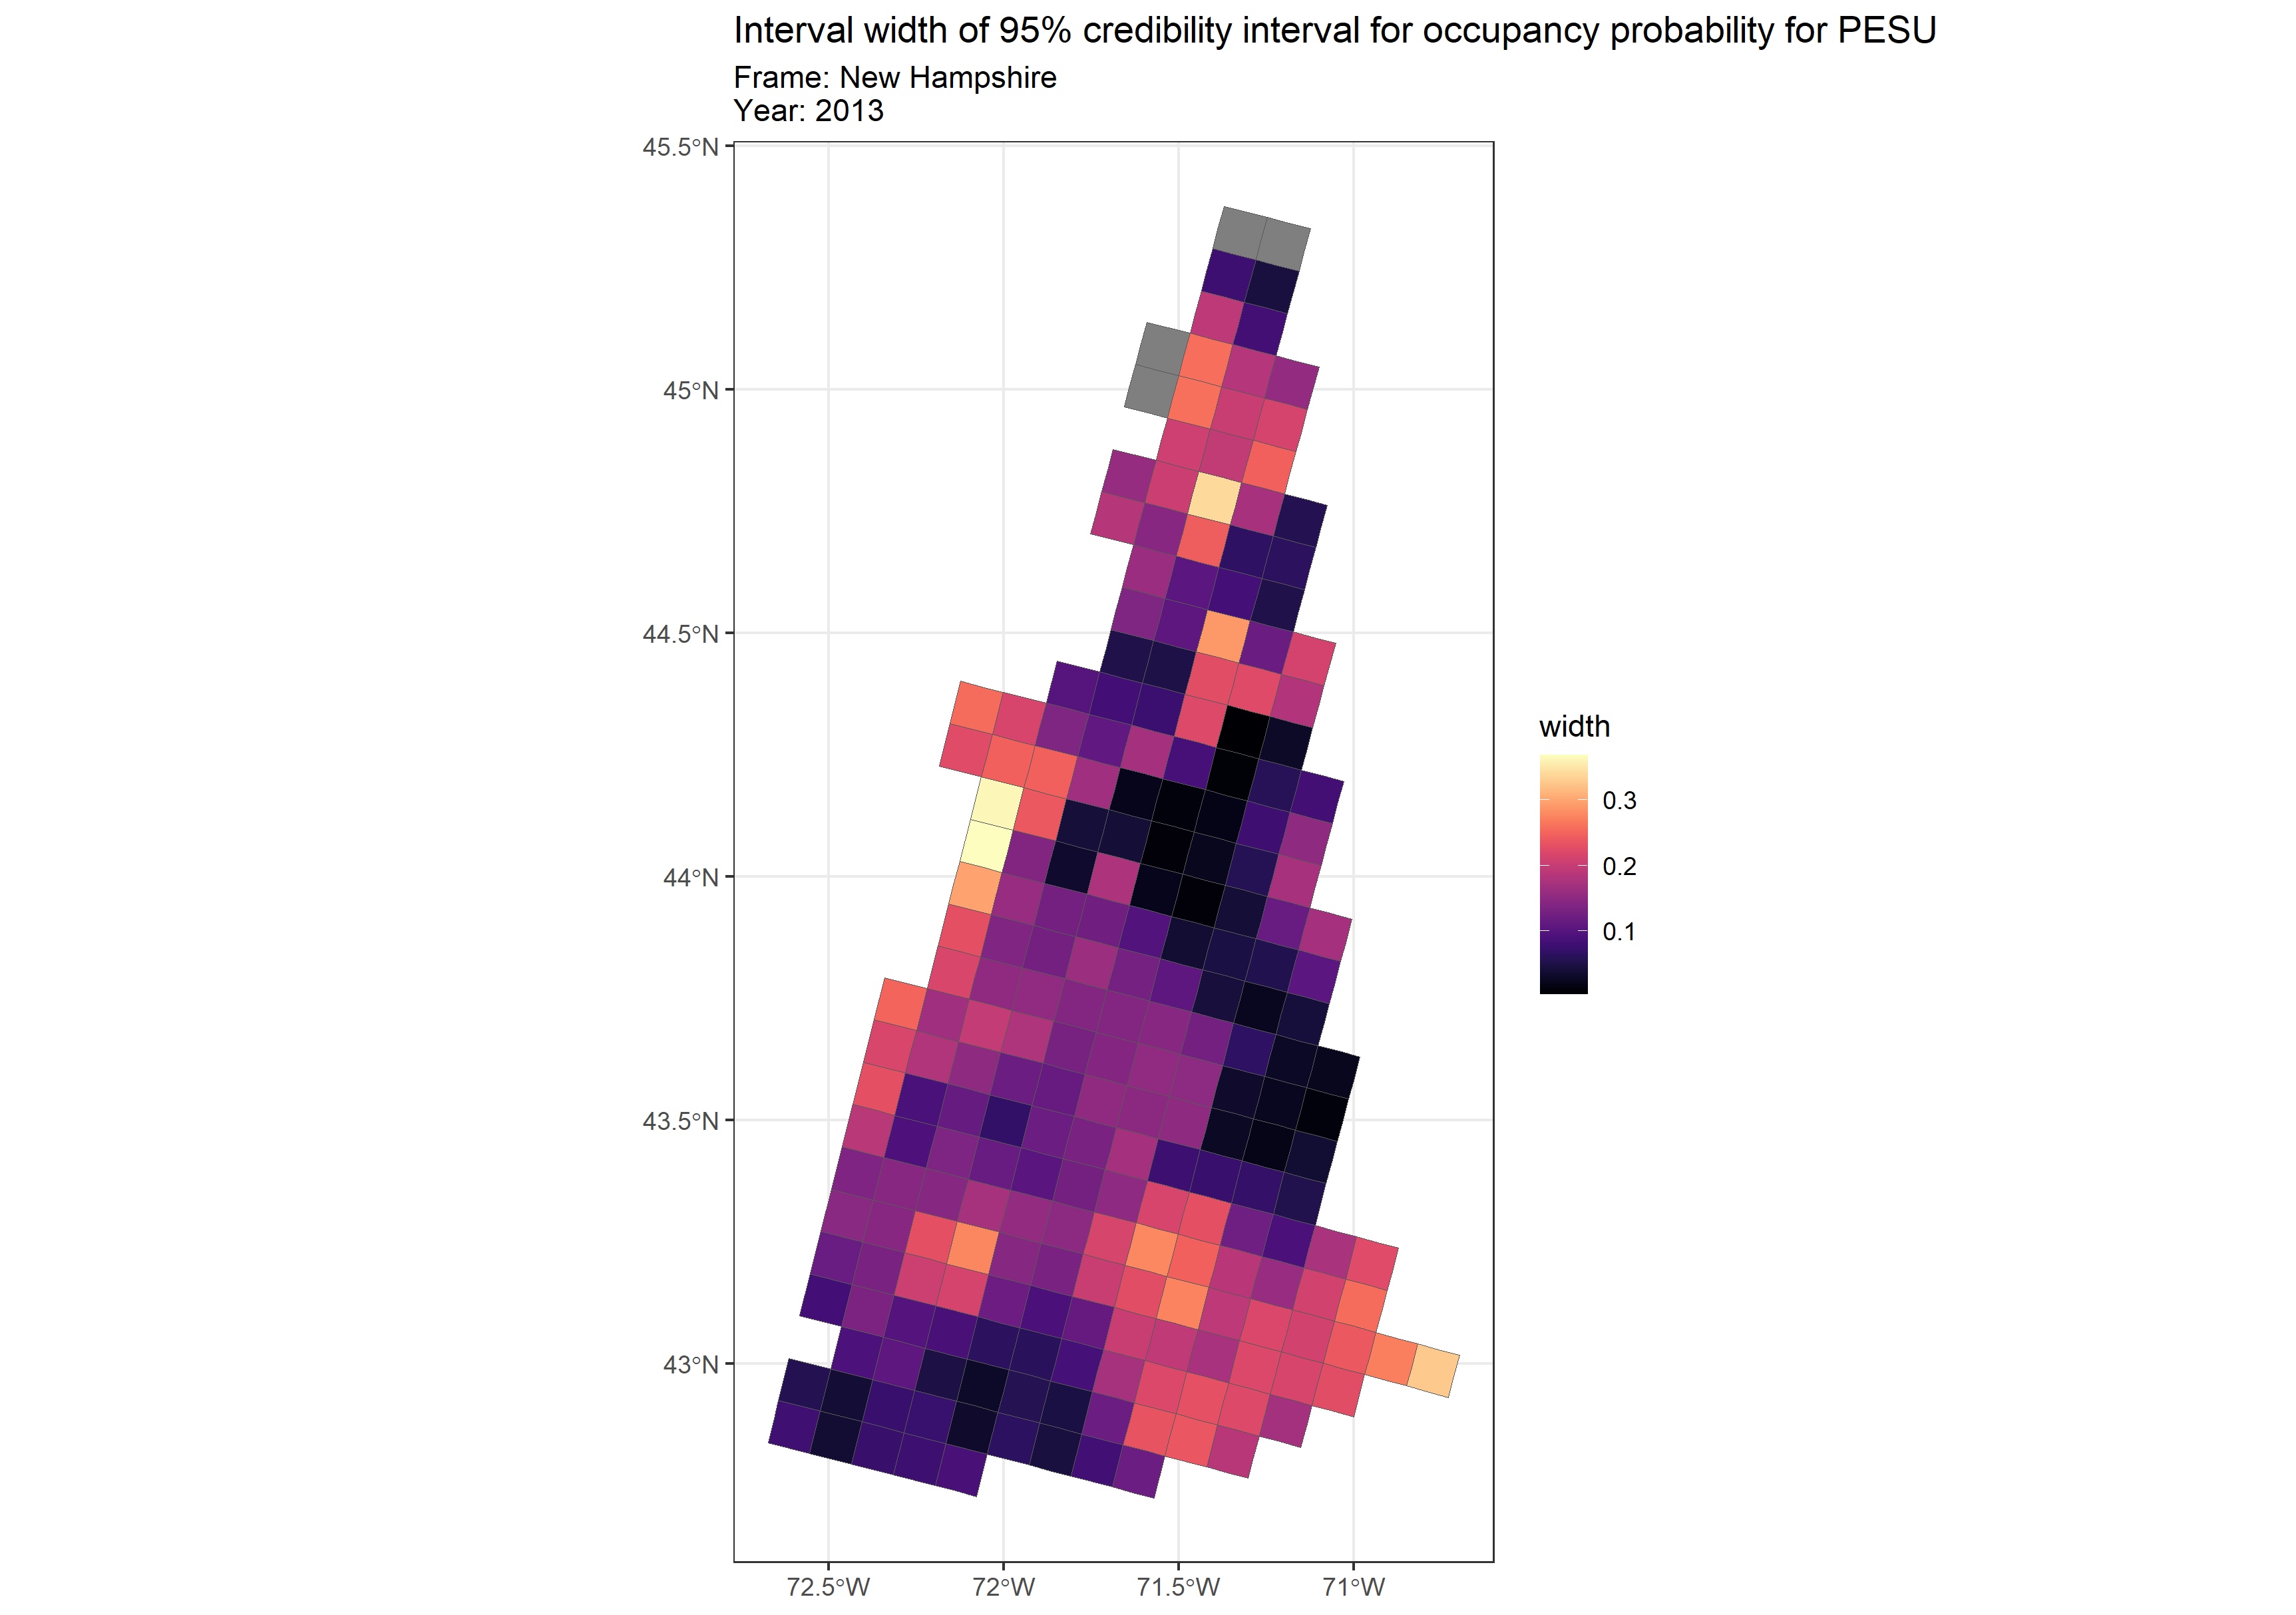 Interval width of 95% credibility interval for occupancy probability for PESU
Frame: New Hampshire
Year: 2013
45.5°N
45°N
44.5°N
44°N
43.5°N
43°N
72.5°W
72°W
71.5°W
71°W
width
0.3
0.2
0.1